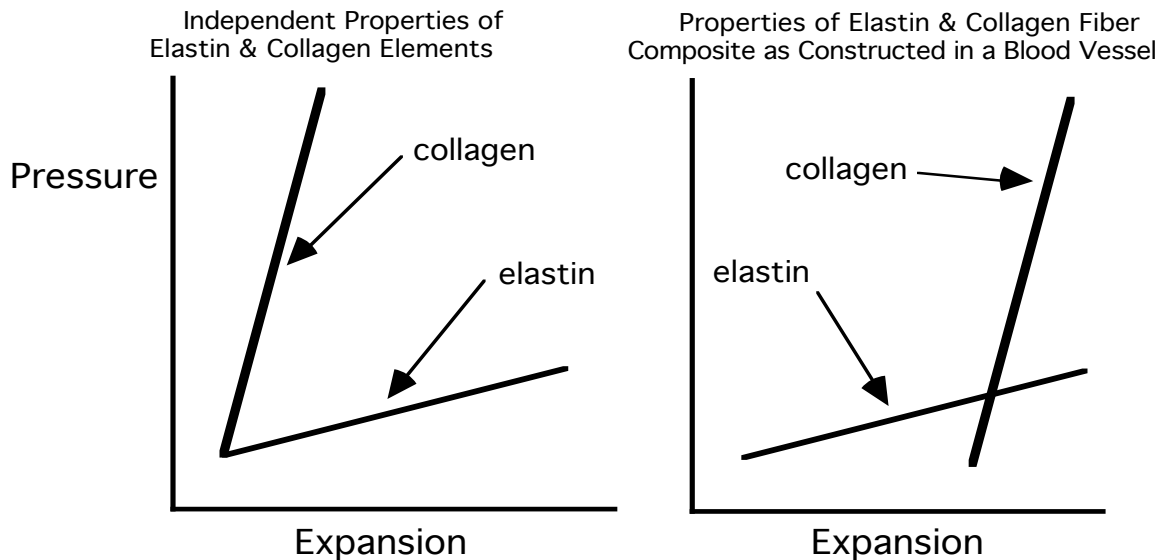 Independent Properties of
Elastin & Collagen Elements
Pressure
collagen
elastin
Expansion
Properties of Elastin & Collagen Fiber
Composite as Constructed in a Blood Vessel
collagen
elastin
Expansion